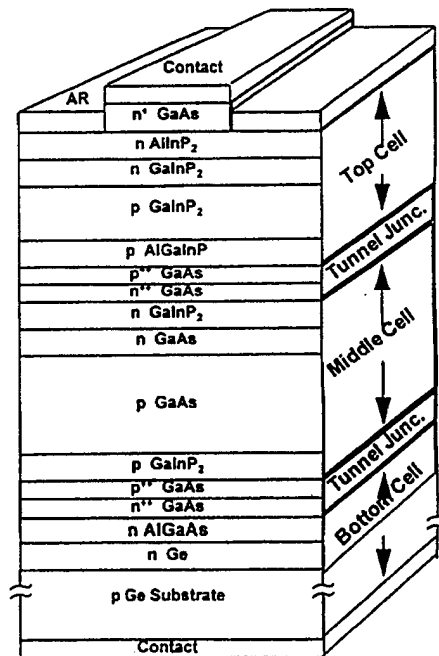 Contact
AR
n⁺ GaAs
n AlInP₂
n GaInP₂
p GaInP₂
p AlGaInP
p⁺⁺ GaAs
n⁺⁺ GaAs
n GaInP₂
n GaAs
p GaAs
p GaInP₂
p⁺⁺ GaAs
n⁺⁺ GaAs
n AlGaAs
n Ge
p Ge Substrate
Contact
Top Cell
Tunnel Junc.
Middle Cell
Tunnel Junc.
Bottom Cell